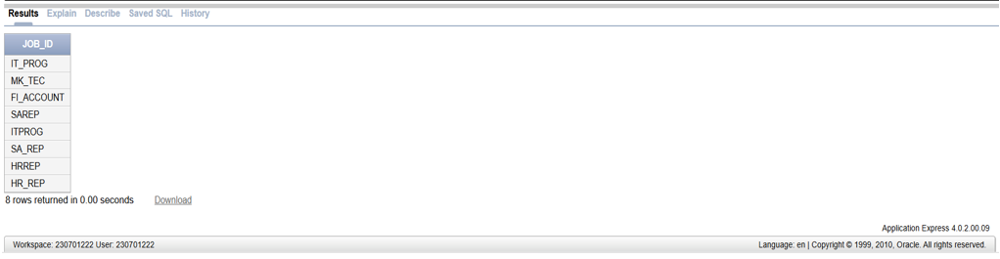 Results Explain Describe Saved SQL History
JOB_ID
IT_PROG
MK_TEC
FI_ACCOUNT
SAREP
ITPROG
SA_REP
HRREP
HR_REP
8 rows returned in 0.00 seconds Download
Application Express 4.0.2.00.09
Workspace: 230701222 User: 230701222 Language: en | Copyright © 1999, 2010, Oracle. All rights reserved.